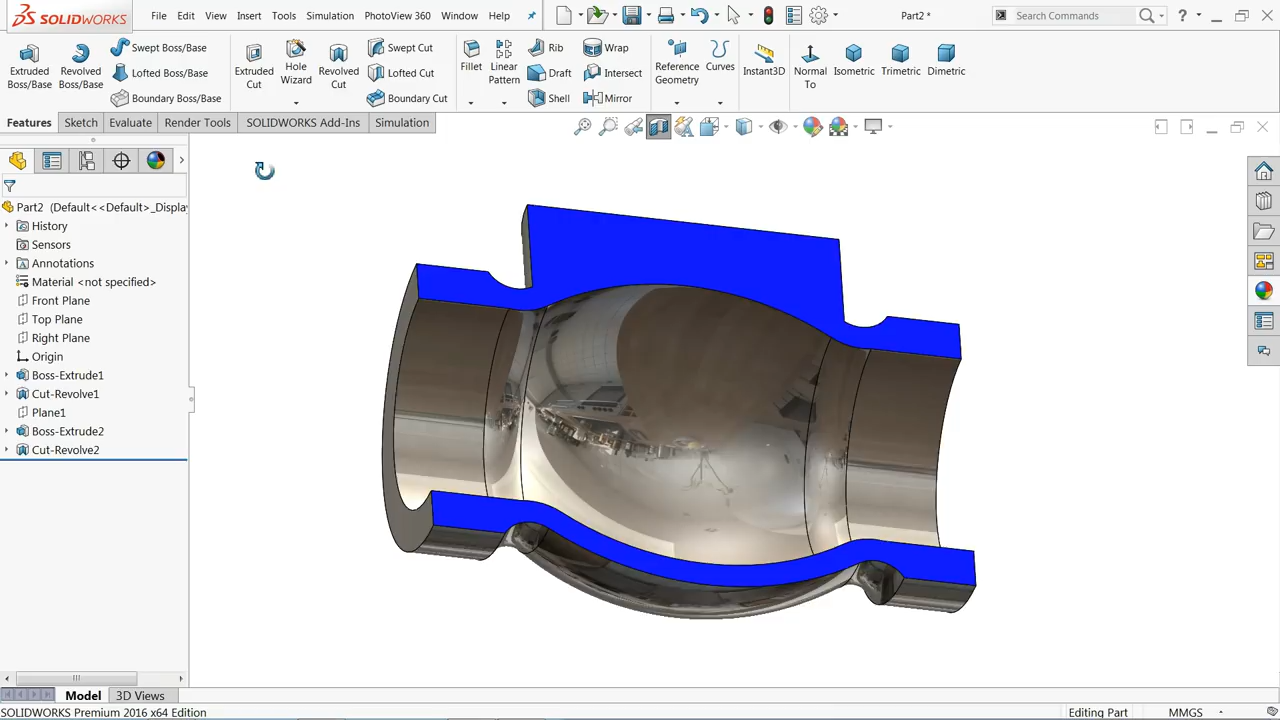 SOLIDWORKS
File Edit View Insert Tools Simulation PhotoView 360 Window Help
Part2 *
Search Commands
Extruded Boss/Base
Revolved Boss/Base
Swept Boss/Base
Lofted Boss/Base
Boundary Boss/Base
Extruded Cut
Hole Wizard
Revolved Cut
Swept Cut
Lofted Cut
Boundary Cut
Fillet
Linear Pattern
Rib
Draft
Shell
Wrap
Intersect
Mirror
Reference Geometry
Curves
Instant3D
Normal To
Isometric
Trimetric
Dimetric
Features Sketch Evaluate Render Tools SOLIDWORKS Add-Ins Simulation
Part2 (Default<<Default>_Displa
History
Sensors
Annotations
Material <not specified>
Front Plane
Top Plane
Right Plane
Origin
Boss-Extrude1
Cut-Revolve1
Plane1
Boss-Extrude2
Cut-Revolve2
Model 3D Views
SOLIDWORKS Premium 2016 x64 Edition
Editing Part
MMGS